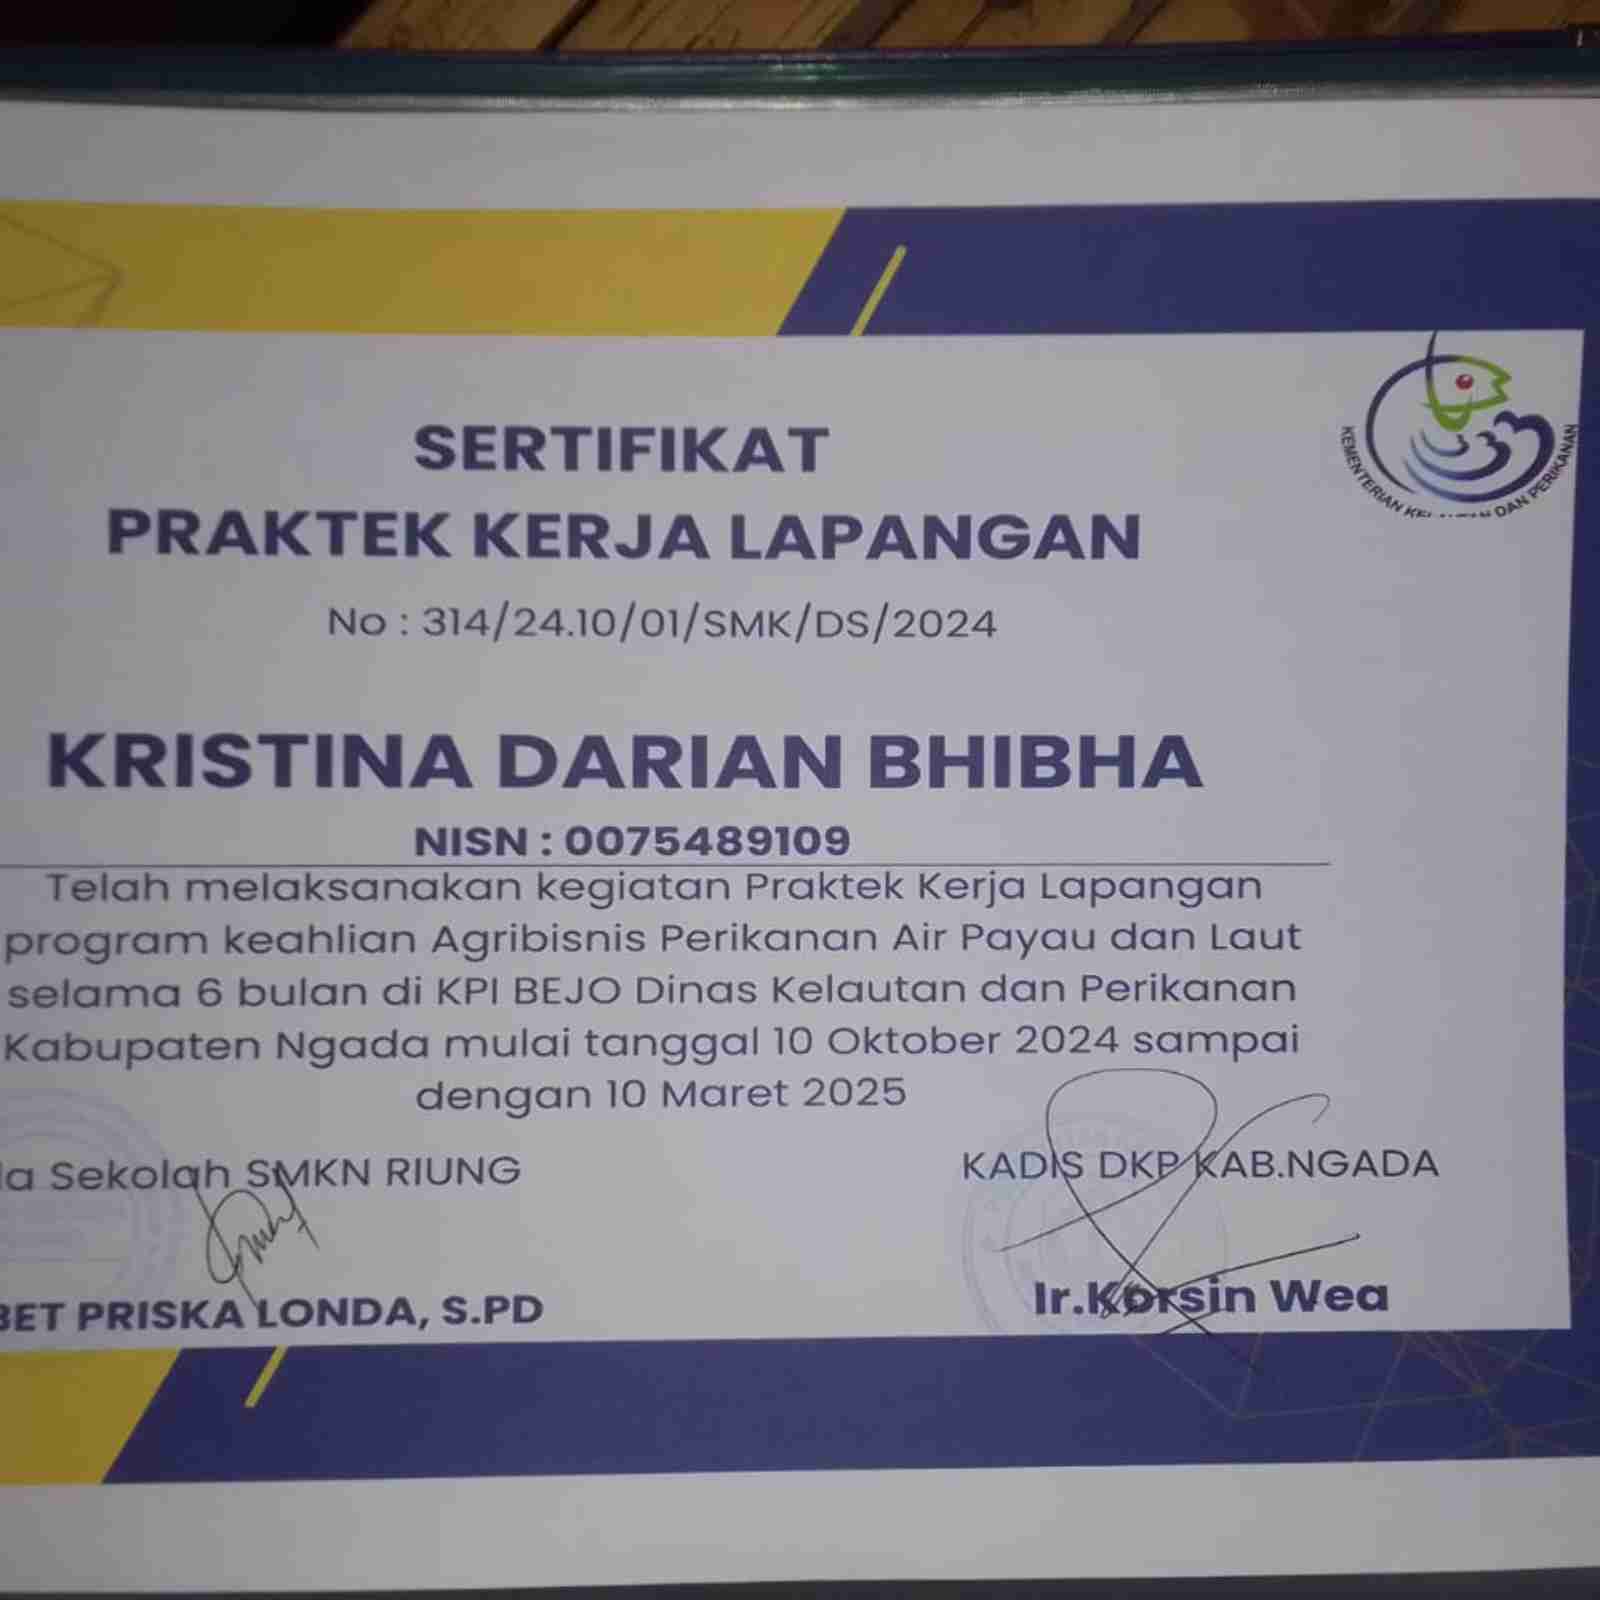 SERTIFIKAT
PRAKTEK KERJA LAPANGAN
No : 314/24.10/01/SMK/DS/2024
KEMENTERIAN DAN PERIKANAN
KRISTINA DARIAN BHIBHA
NISN : 0075489109
Telah melaksanakan kegiatan Praktek Kerja Lapangan
program keahlian Agribisnis Perikanan Air Payau dan Laut
selama 6 bulan di KPI BEJO Dinas Kelautan dan Perikanan
Kabupaten Ngada mulai tanggal 10 Oktober 2024 sampai
dengan 10 Maret 2025
Sekolah SMKN RIUNG
PRISKA LONDA, S.PD
KADIS DKP KAB.NGADA
Ir.Korsin Wea